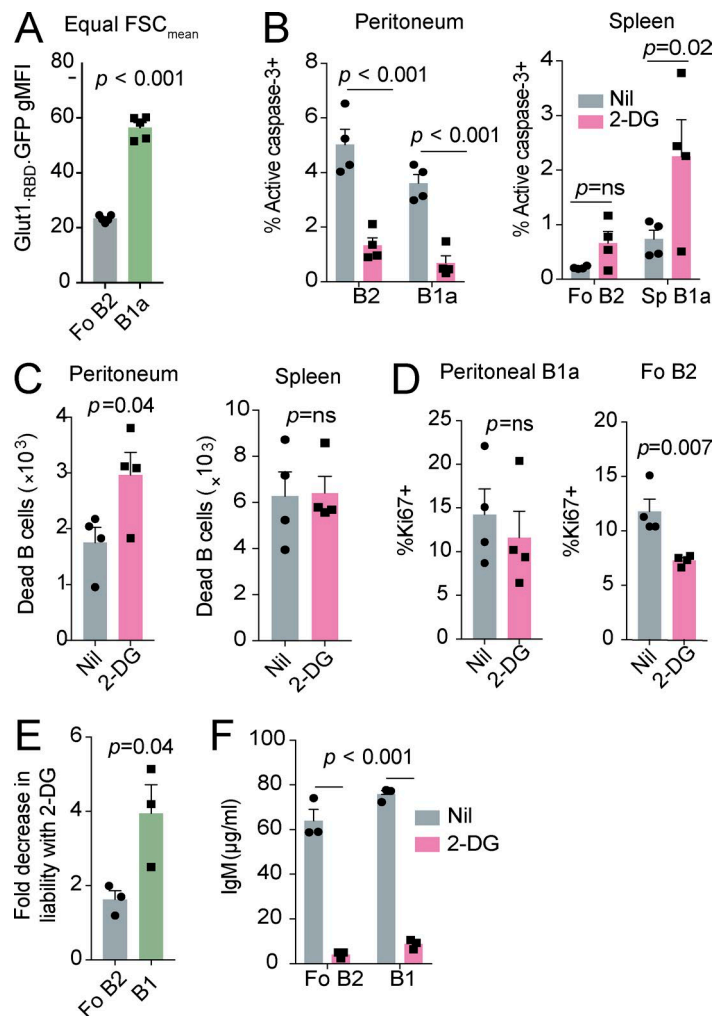 A
Equal FSCmean
p < 0.001
Glut1.RBD.GFP gMFI
80
60
40
20
0
Fo B2
B1a
B
Peritoneum
p < 0.001
p < 0.001
% Active caspase-3+
6
4
2
0
B2
B1a
Spleen
p=0.02
Nil
2-DG
p=ns
% Active caspase-3+
4
3
2
1
0
Fo B2
Sp B1a
C
Peritoneum
p=0.04
Dead B cells (×10³)
4
3
2
1
0
Nil
2-DG
Spleen
p=ns
Dead B cells (×10³)
10
8
6
4
2
0
Nil
2-DG
D
Peritoneal B1a
p=ns
%Ki67+
25
20
15
10
5
0
Nil
2-DG
Fo B2
p=0.007
%Ki67+
20
15
10
5
0
Nil
2-DG
E
p=0.04
Fold decrease in
liability with 2-DG
6
4
2
0
Fo B2
B1
F
p < 0.001
IgM (µg/ml)
100
80
60
40
20
0
Fo B2
B1
Nil
2-DG